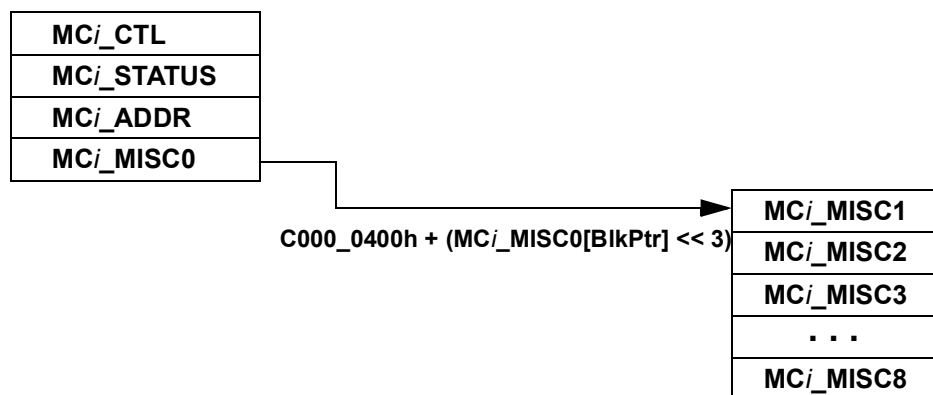 MCi_CTL
MCi_STATUS
MCi_ADDR
MCi_MISC0
C000_0400h + (MCi_MISC0[BlkPtr] << 3)
MCi_MISC1
MCi_MISC2
MCi_MISC3
. . .
MCi_MISC8